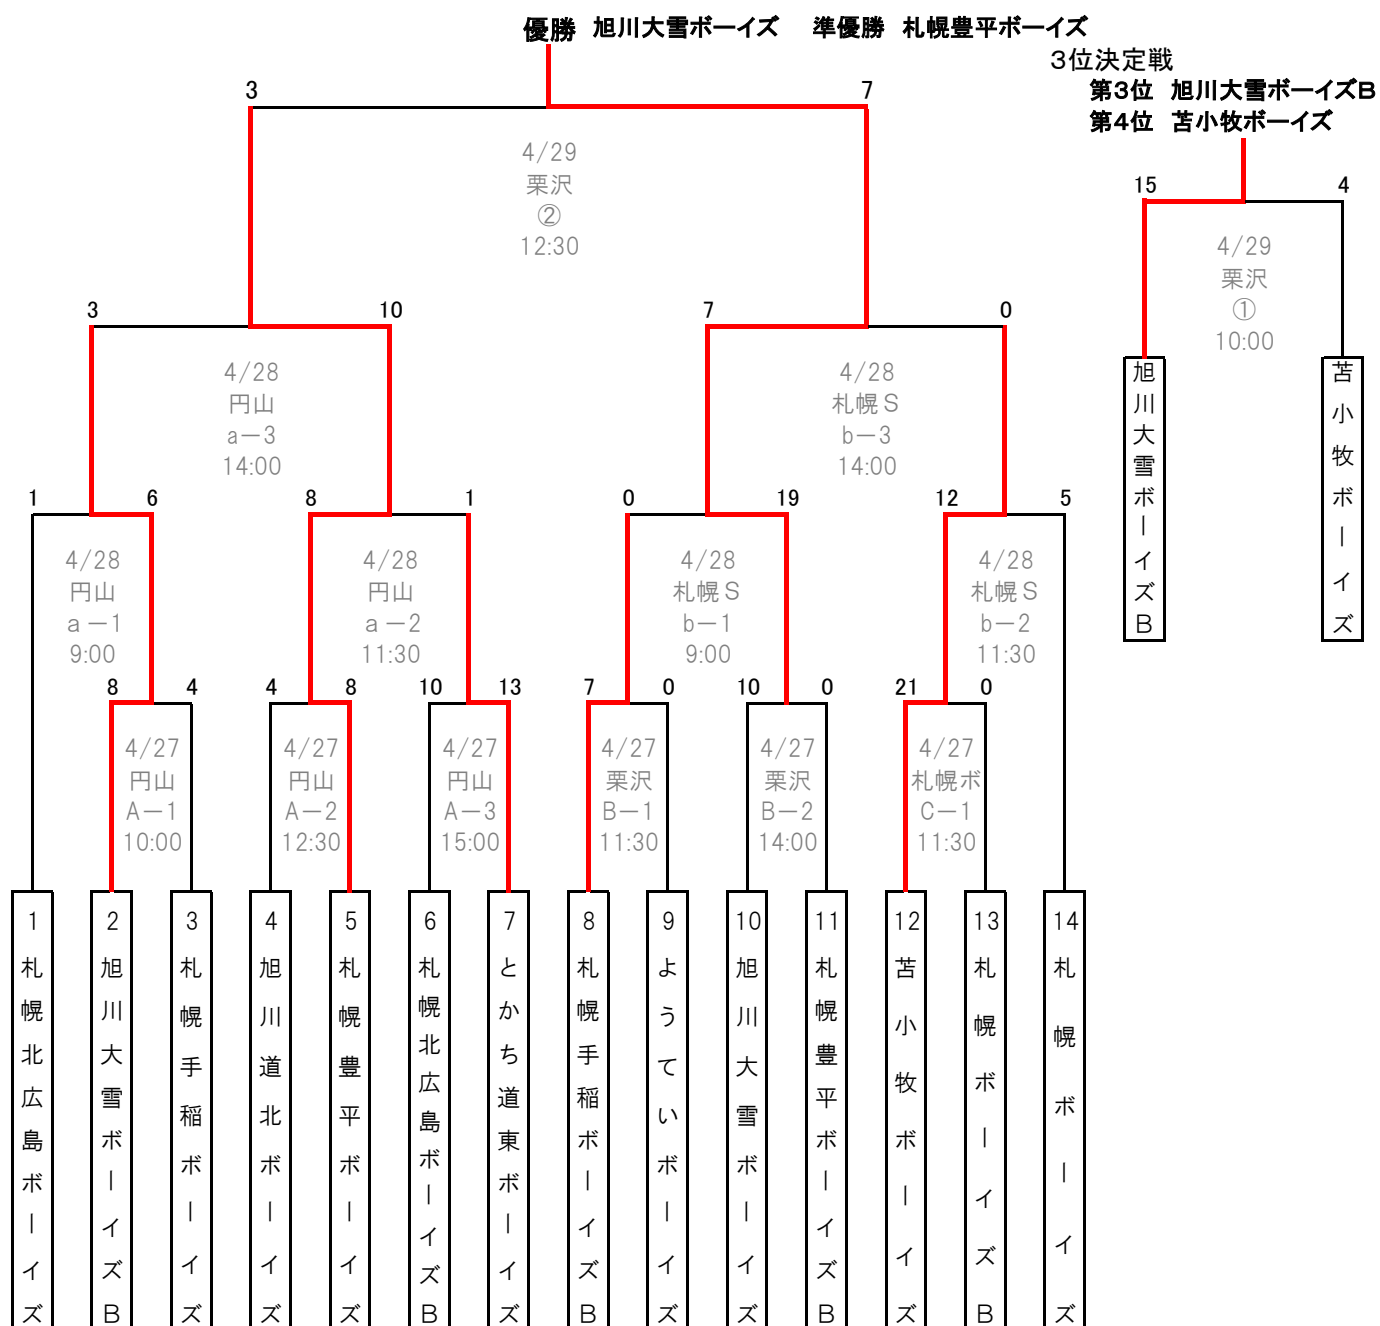 優勝 旭川大雪ボーイズ 準優勝 札幌豊平ボーイズ
3位決定戦
第3位 旭川大雪ボーイズB
第4位 苫小牧ボーイズ
3 7
4/29
栗沢
②
12:30
15 4
4/29
栗沢
①
10:00
旭川大雪ボーイズB
苫小牧ボーイズ
3 10 7 0
4/28
円山
a－3
14:00
4/28
札幌S
b－3
14:00
1 6 8 1 0 19 12 5
4/28
円山
a－1
9:00
4/28
円山
a－2
11:30
4/28
札幌S
b－1
9:00
4/28
札幌S
b－2
11:30
8 4 4 8 10 13 7 0 10 0 21 0
4/27
円山
A－1
10:00
4/27
円山
A－2
12:30
4/27
円山
A－3
15:00
4/27
栗沢
B－1
11:30
4/27
栗沢
B－2
14:00
4/27
札幌ボ
C－1
11:30
1 札幌北広島ボーイズ
2 旭川大雪ボーイズB
3 札幌手稲ボーイズ
4 旭川道北ボーイズ
5 札幌豊平ボーイズ
6 札幌北広島ボーイズB
7 とかち道東ボーイズ
8 札幌手稲ボーイズB
9 ようていボーイズ
10 旭川大雪ボーイズ
11 札幌豊平ボーイズB
12 苫小牧ボーイズ
13 札幌ボーイズB
14 札幌ボーイズ